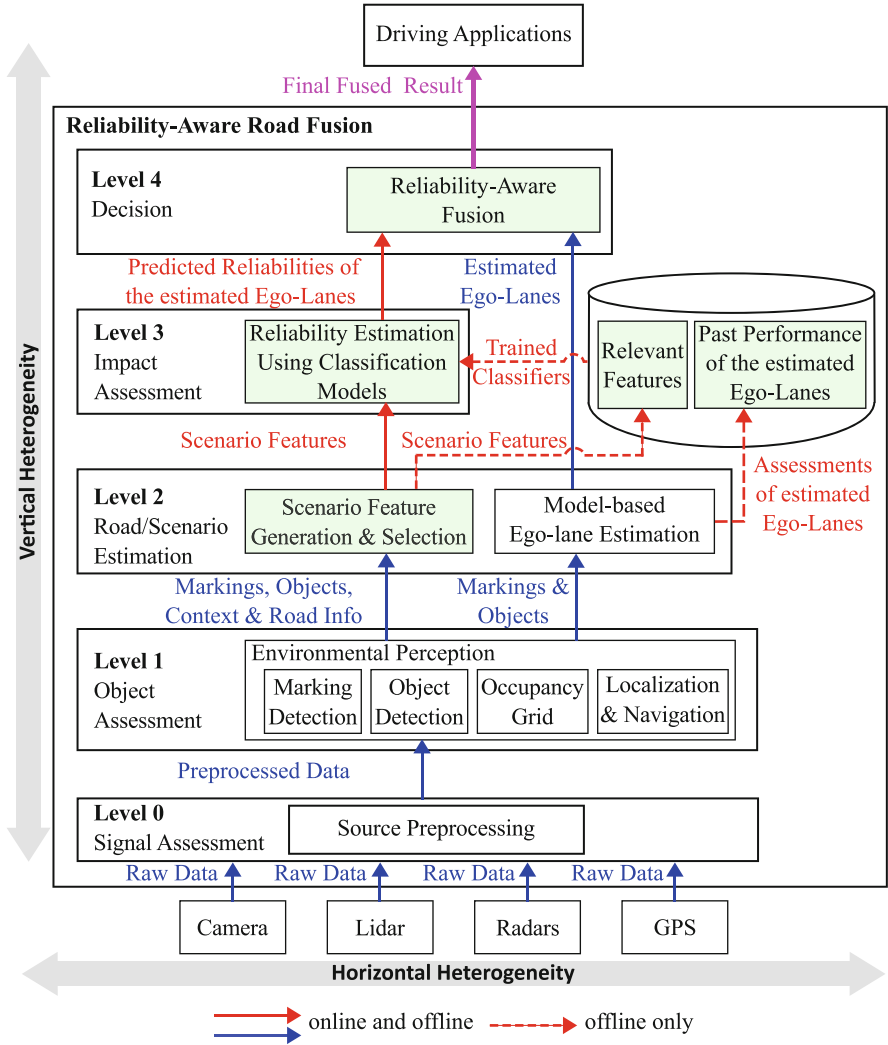 Driving Applications
Final Fused Result
Reliability-Aware Road Fusion
Level 4
Decision
Reliability-Aware
Fusion
Predicted Reliabilities of
the estimated Ego-Lanes
Estimated
Ego-Lanes
Level 3
Impact
Assessment
Reliability Estimation
Using Classification
Models
Trained
Classifiers
Relevant
Features
Past Performance
of the estimated
Ego-Lanes
Scenario Features
Scenario Features
Assessments
of estimated
Ego-Lanes
Level 2
Road/Scenario
Estimation
Scenario Feature
Generation & Selection
Model-based
Ego-lane Estimation
Markings, Objects,
Context & Road Info
Markings &
Objects
Level 1
Object
Assessment
Environmental Perception
Marking
Detection
Object
Detection
Occupancy
Grid
Localization
& Navigation
Preprocessed Data
Level 0
Signal Assessment
Source Preprocessing
Raw Data
Raw Data
Raw Data
Raw Data
Camera
Lidar
Radars
GPS
Vertical Heterogeneity
Horizontal Heterogeneity
online and offline
offline only